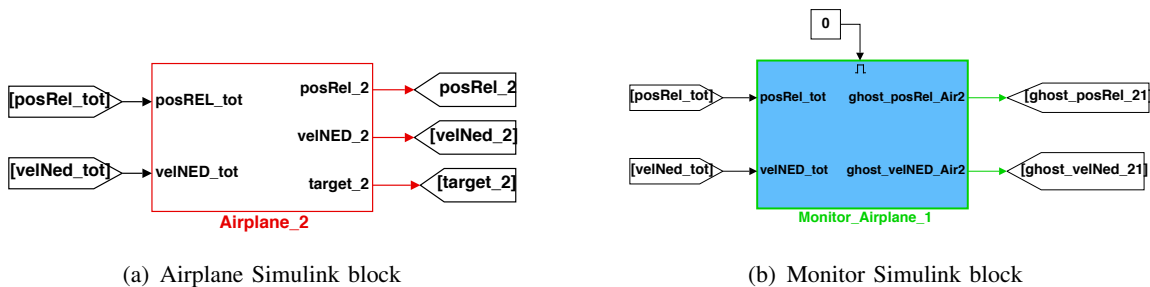 [posRel_tot]
[velNed_tot]
posREL_tot
velNED_tot
posRel_2
velNED_2
target_2
posRel_2
[velNed_2]
[target_2]
Airplane_2
(a) Airplane Simulink block
0
[posRel_tot]
[velNed_tot]
posRel_tot
velNED_tot
ghost_posRel_Air2
ghost_velNED_Air2
[ghost_posRel_21]
[ghost_velNed_21]
Monitor_Airplane_1
(b) Monitor Simulink block